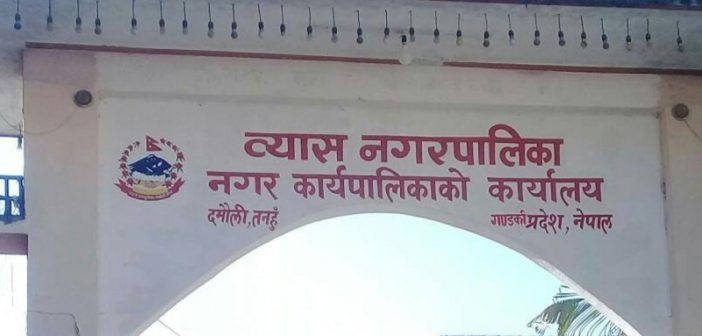 व्यास नगरपालिका
नगर कार्यपालिकाको कार्यालय
दमौली, तनहुँ गण्डकी प्रदेश, नेपाल